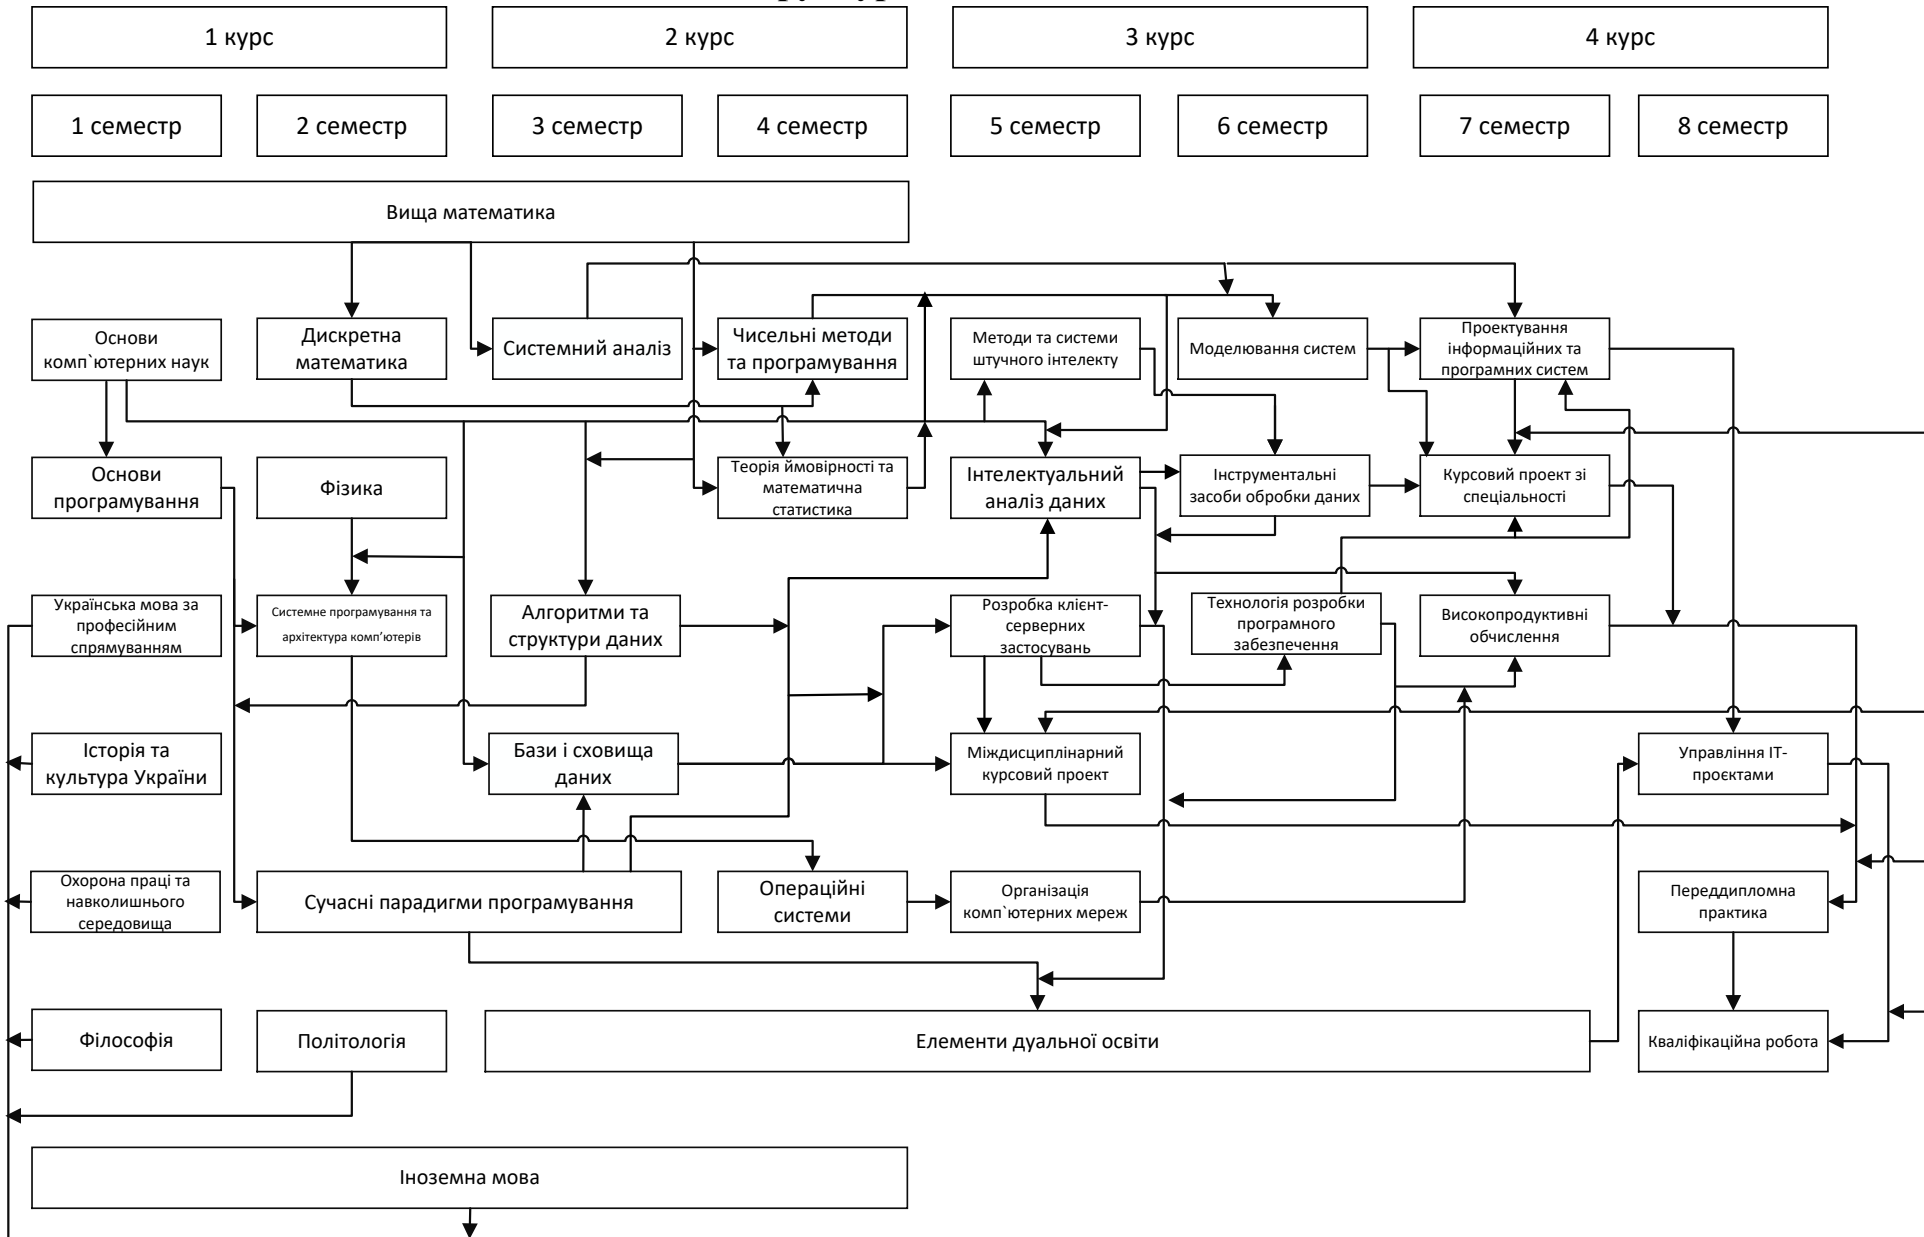 1 курс
2 курс
3 курс
4 курс
1 семестр
2 семестр
3 семестр
4 семестр
5 семестр
6 семестр
7 семестр
8 семестр
Вища математика
Основи
комп`ютерних наук
Дискретна
математика
Системний аналіз
Чисельні методи
та програмування
Методи та системи
штучного інтелекту
Моделювання систем
Проектування
інформаційних та
програмних систем
Основи
програмування
Фізика
Теорія ймовірності та
математична
статистика
Інтелектуальний
аналіз даних
Інструментальні
засоби обробки даних
Курсовий проект зі
спеціальності
Українська мова за
професійним
спрямуванням
Системне програмування та
архітектура комп’ютерів
Алгоритми та
структури даних
Розробка клієнт-
серверних
застосувань
Технологія розробки
програмного
забезпечення
Високопродуктивні
обчислення
Історія та
культура України
Бази і сховища
даних
Міждисциплінарний
курсовий проект
Управління ІТ-
проєктами
Охорона праці та
навколишнього
середовища
Сучасні парадигми програмування
Операційні
системи
Організація
комп`ютерних мереж
Переддипломна
практика
Філософія
Політологія
Елементи дуальної освіти
Кваліфікаційна робота
Іноземна мова